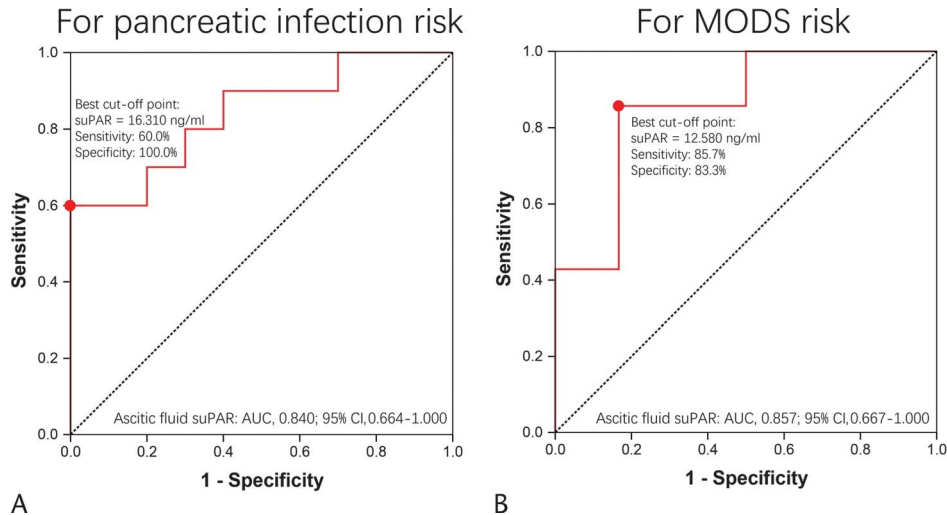 For pancreatic infection risk
1.0
Best cut-off point:
suPAR = 16.310 ng/ml
Sensitivity: 60.0%
Specificity: 100.0%
0.8
0.6
Sensitivity
0.4
0.2
Ascitic fluid suPAR: AUC, 0.840; 95% CI,0.664-1.000
0.0
0.0 0.2 0.4 0.6 0.8 1.0
1 - Specificity
A
For MODS risk
1.0
Best cut-off point:
suPAR = 12.580 ng/ml
Sensitivity: 85.7%
Specificity: 83.3%
0.8
0.6
Sensitivity
0.4
0.2
Ascitic fluid suPAR: AUC, 0.857; 95% CI,0.667-1.000
0.0
0.0 0.2 0.4 0.6 0.8 1.0
1 - Specificity
B